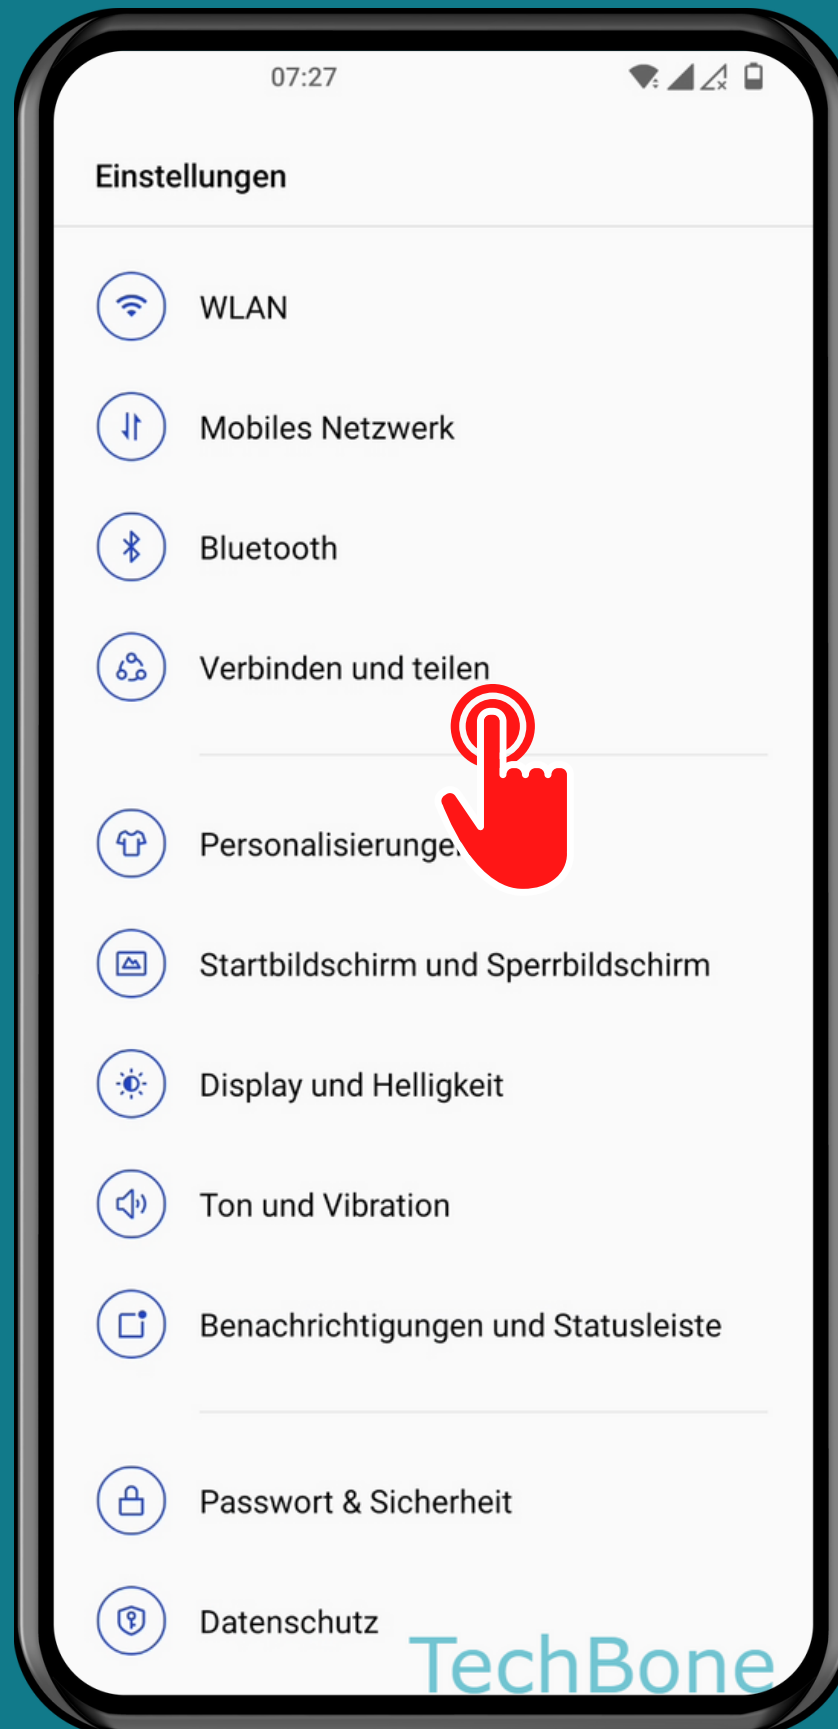 07:27
Einstellungen
WLAN
Mobiles Netzwerk
Bluetooth
Verbinden und teilen
Personalisierungen
Startbildschirm und Sperrbildschirm
Display und Helligkeit
Ton und Vibration
Benachrichtigungen und Statusleiste
Passwort & Sicherheit
Datenschutz
TechBone